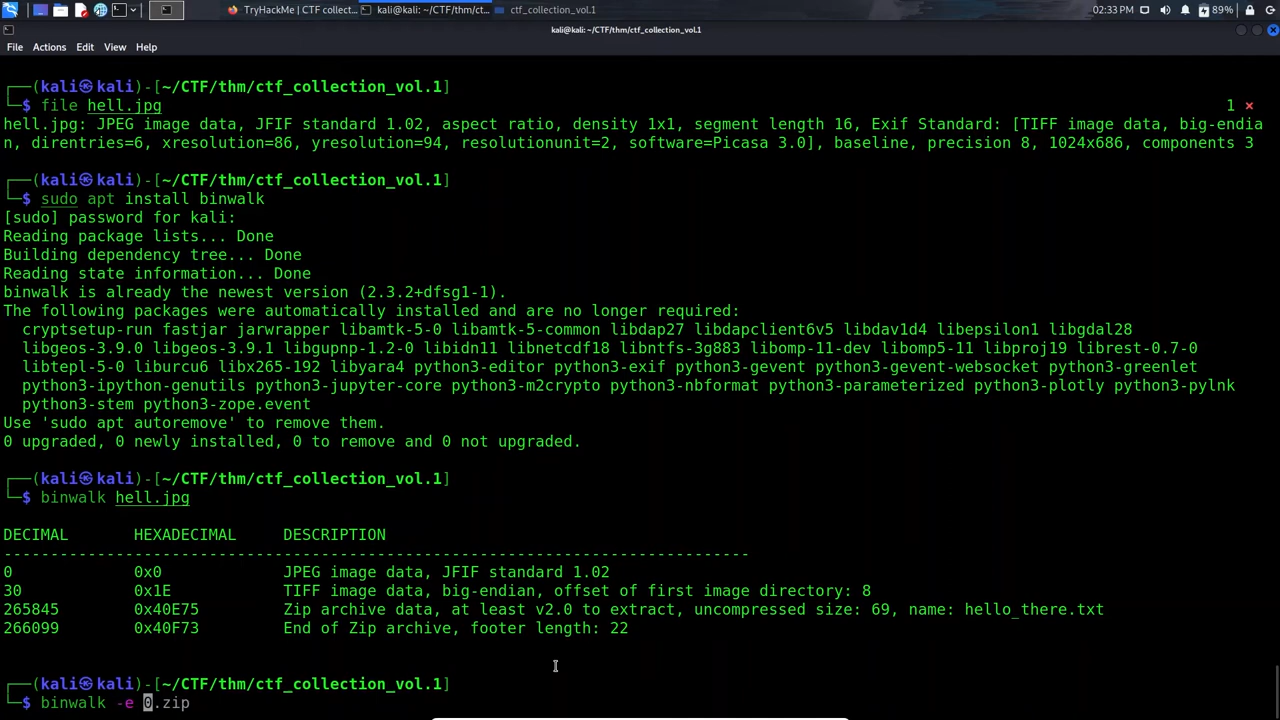 TryHackMe | CTF collect...
kali@kali: ~/CTF/thm/ct...
ctf_collection_vol.1
02:33 PM
89%
kali@kali: ~/CTF/thm/ctf_collection_vol.1
File Actions Edit View Help
┌──(kali㉿kali)-[~/CTF/thm/ctf_collection_vol.1]
└─$ file hell.jpg 1 ⨯
hell.jpg: JPEG image data, JFIF standard 1.02, aspect ratio, density 1x1, segment length 16, Exif Standard: [TIFF image data, big-endia
n, direntries=6, xresolution=86, yresolution=94, resolutionunit=2, software=Picasa 3.0], baseline, precision 8, 1024x686, components 3
┌──(kali㉿kali)-[~/CTF/thm/ctf_collection_vol.1]
└─$ sudo apt install binwalk
[sudo] password for kali:
Reading package lists... Done
Building dependency tree... Done
Reading state information... Done
binwalk is already the newest version (2.3.2+dfsg1-1).
The following packages were automatically installed and are no longer required:
cryptsetup-run fastjar jarwrapper libamtk-5-0 libamtk-5-common libdap27 libdapclient6v5 libdav1d4 libepsilon1 libgdal28
libgeos-3.9.0 libgeos-3.9.1 libgupnp-1.2-0 libidn11 libnetcdf18 libntfs-3g883 libomp-11-dev libomp5-11 libproj19 librest-0.7-0
libtepl-5-0 liburcu6 libx265-192 libyara4 python3-editor python3-exif python3-gevent python3-gevent-websocket python3-greenlet
python3-ipython-genutils python3-jupyter-core python3-m2crypto python3-nbformat python3-parameterized python3-plotly python3-pylnk
python3-stem python3-zope.event
Use 'sudo apt autoremove' to remove them.
0 upgraded, 0 newly installed, 0 to remove and 0 not upgraded.
┌──(kali㉿kali)-[~/CTF/thm/ctf_collection_vol.1]
└─$ binwalk hell.jpg
DECIMAL HEXADECIMAL DESCRIPTION
--------------------------------------------------------------------------------
0 0x0 JPEG image data, JFIF standard 1.02
30 0x1E TIFF image data, big-endian, offset of first image directory: 8
265845 0x40E75 Zip archive data, at least v2.0 to extract, uncompressed size: 69, name: hello_there.txt
266099 0x40F73 End of Zip archive, footer length: 22
┌──(kali㉿kali)-[~/CTF/thm/ctf_collection_vol.1]
└─$ binwalk -e 0.zip